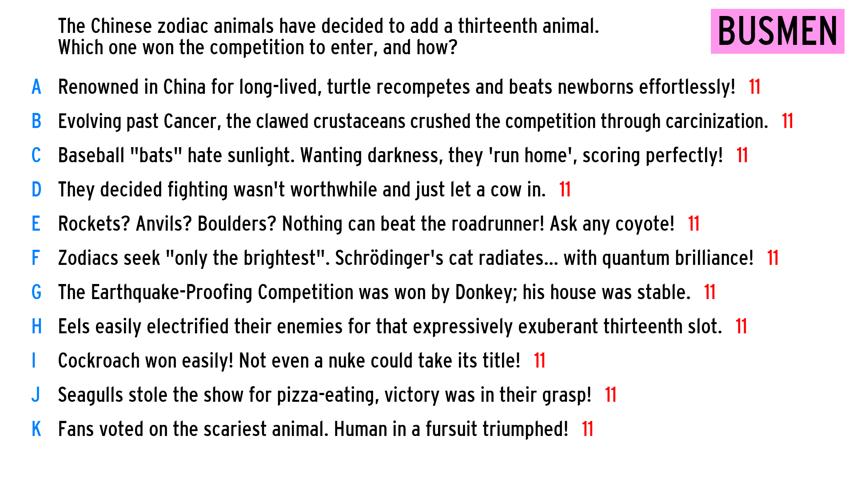 The Chinese zodiac animals have decided to add a thirteenth animal.
Which one won the competition to enter, and how?
BUSMEN
A Renowned in China for long-lived, turtle recompetes and beats newborns effortlessly! 11
B Evolving past Cancer, the clawed crustaceans crushed the competition through carcinization. 11
C Baseball "bats" hate sunlight. Wanting darkness, they 'run home', scoring perfectly! 11
D They decided fighting wasn't worthwhile and just let a cow in. 11
E Rockets? Anvils? Boulders? Nothing can beat the roadrunner! Ask any coyote! 11
F Zodiacs seek "only the brightest". Schrödinger's cat radiates... with quantum brilliance! 11
G The Earthquake-Proofing Competition was won by Donkey; his house was stable. 11
H Eels easily electrified their enemies for that expressively exuberant thirteenth slot. 11
I Cockroach won easily! Not even a nuke could take its title! 11
J Seagulls stole the show for pizza-eating, victory was in their grasp! 11
K Fans voted on the scariest animal. Human in a fursuit triumphed! 11